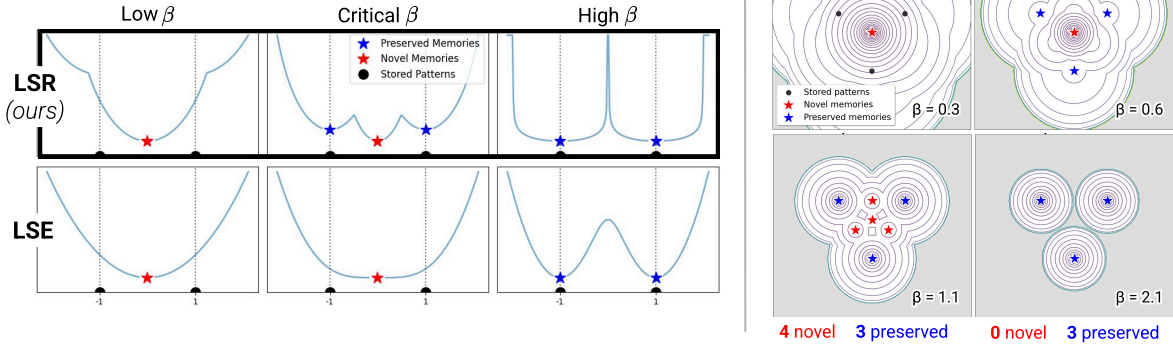 Low β
Critical β
High β
LSR
(ours)
Preserved Memories
Novel Memories
Stored Patterns
LSE
-1
1
-1
1
-1
1
Stored patterns
Novel memories
Preserved memories
β = 0.3
β = 0.6
β = 1.1
β = 2.1
4 novel 3 preserved
0 novel 3 preserved